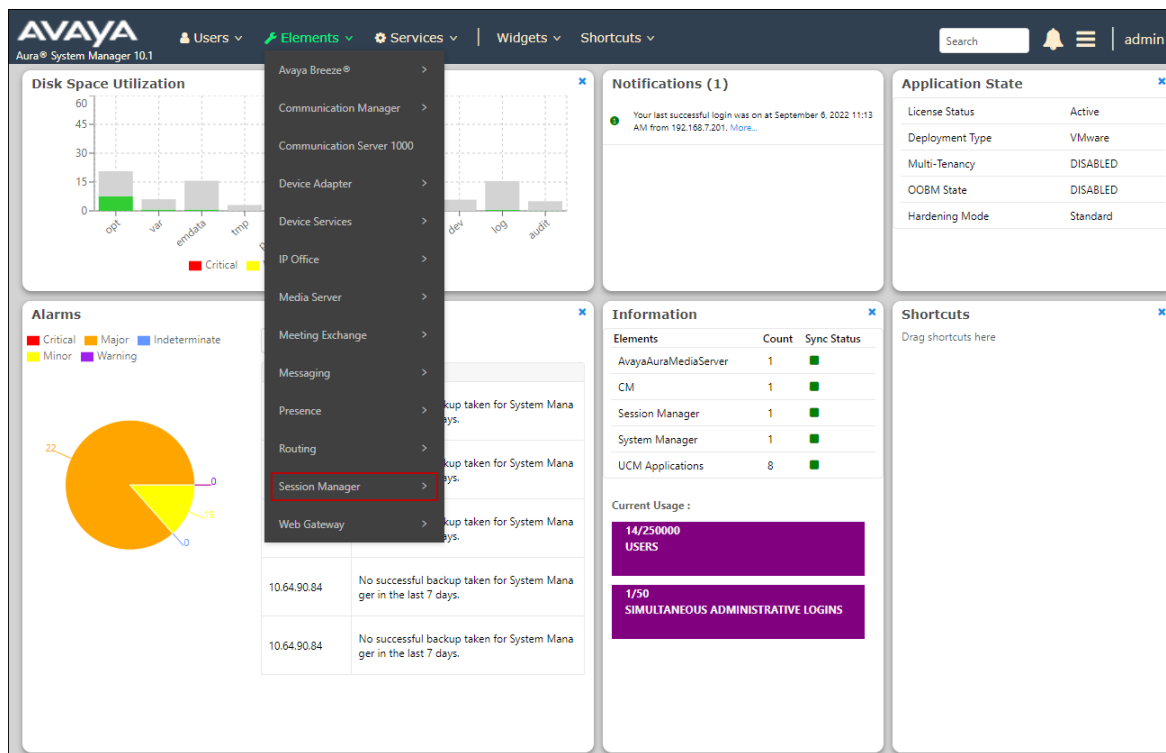 AVAYA
Aura® System Manager 10.1
Users
Elements
Services
Widgets
Shortcuts
Search
admin
Disk Space Utilization
60
45
30
15
0
opt
var
emdata
tmp
dev
log
audit
Critical
Avaya Breeze®
Communication Manager
Communication Server 1000
Device Adapter
Device Services
IP Office
Media Server
Meeting Exchange
Messaging
Presence
Routing
Session Manager
Web Gateway
Notifications (1)
Your last successful login was on at September 6, 2022 11:13
AM from 192.168.7.201. More...
Application State
License Status Active
Deployment Type VMware
Multi-Tenancy DISABLED
OOBM State DISABLED
Hardening Mode Standard
Alarms
Critical Major Indeterminate
Minor Warning
22
0
19
0
kup taken for System Mana
ays.
kup taken for System Mana
ays.
kup taken for System Mana
ays.
10.64.90.84
No successful backup taken for System Mana
ger in the last 7 days.
10.64.90.84
No successful backup taken for System Mana
ger in the last 7 days.
Information
Elements Count Sync Status
AvayaAuraMediaServer 1
CM 1
Session Manager 1
System Manager 1
UCM Applications 8
Current Usage :
14/250000
USERS
1/50
SIMULTANEOUS ADMINISTRATIVE LOGINS
Shortcuts
Drag shortcuts here